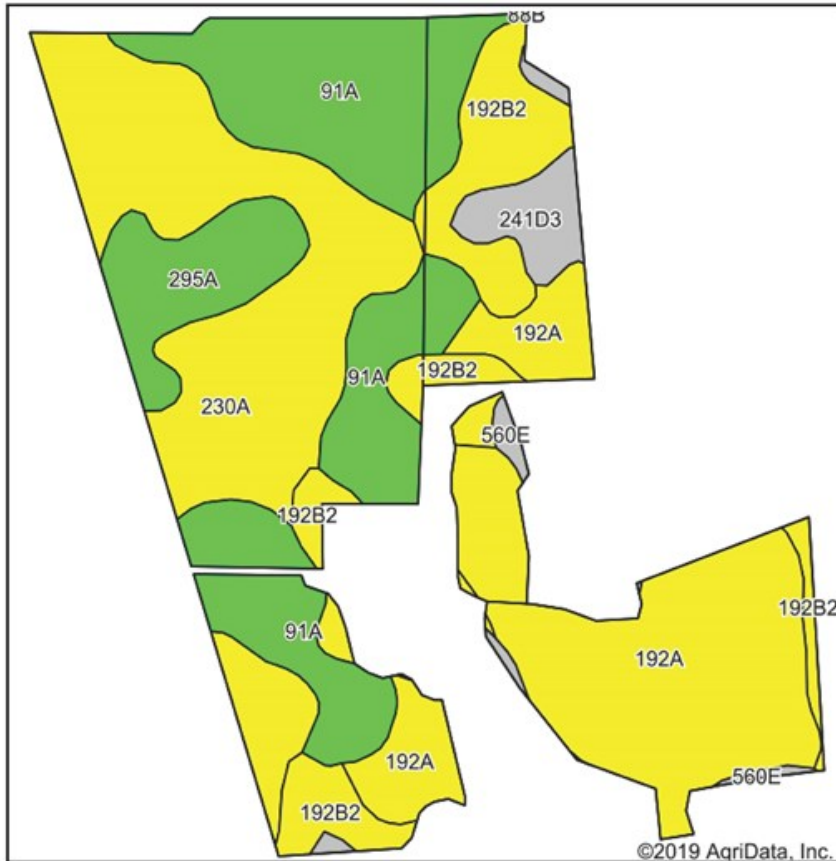 88B
91A
192B2
241D3
295A
192A
192B2
91A
230A
560E
192B2
192B2
91A
192A
192A
560E
192B2
©2019 AgriData, Inc.